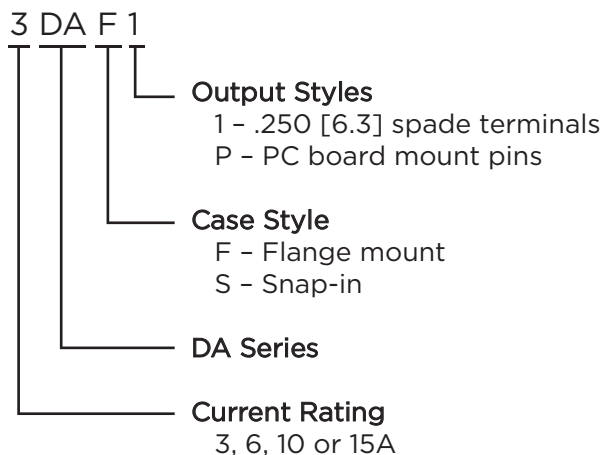 3 DA F 1
Output Styles
1 – .250 [6.3] spade terminals
P – PC board mount pins
Case Style
F – Flange mount
S – Snap-in
DA Series
Current Rating
3, 6, 10 or 15A